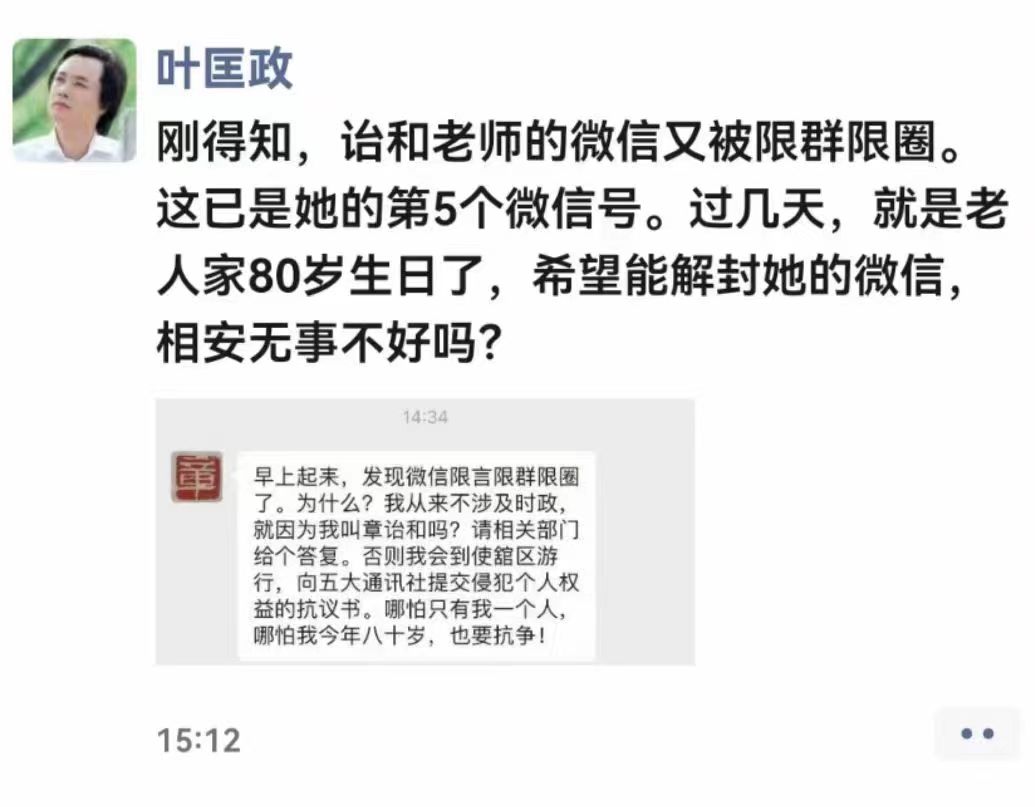 叶匡政
刚得知，诒和老师的微信又被限群限圈。
这已是她的第5个微信号。过几天，就是老
人家80岁生日了，希望能解封她的微信，
相安无事不好吗？
14:34
章
早上起来，发现微信限言限群限圈
了。为什么？我从来不涉及时政，
就因为我叫章诒和吗？请相关部门
给个答复。否则我会到使舘区游
行，向五大通讯社提交侵犯个人权
益的抗议书。哪怕只有我一个人，
哪怕我今年八十岁，也要抗争！
15:12